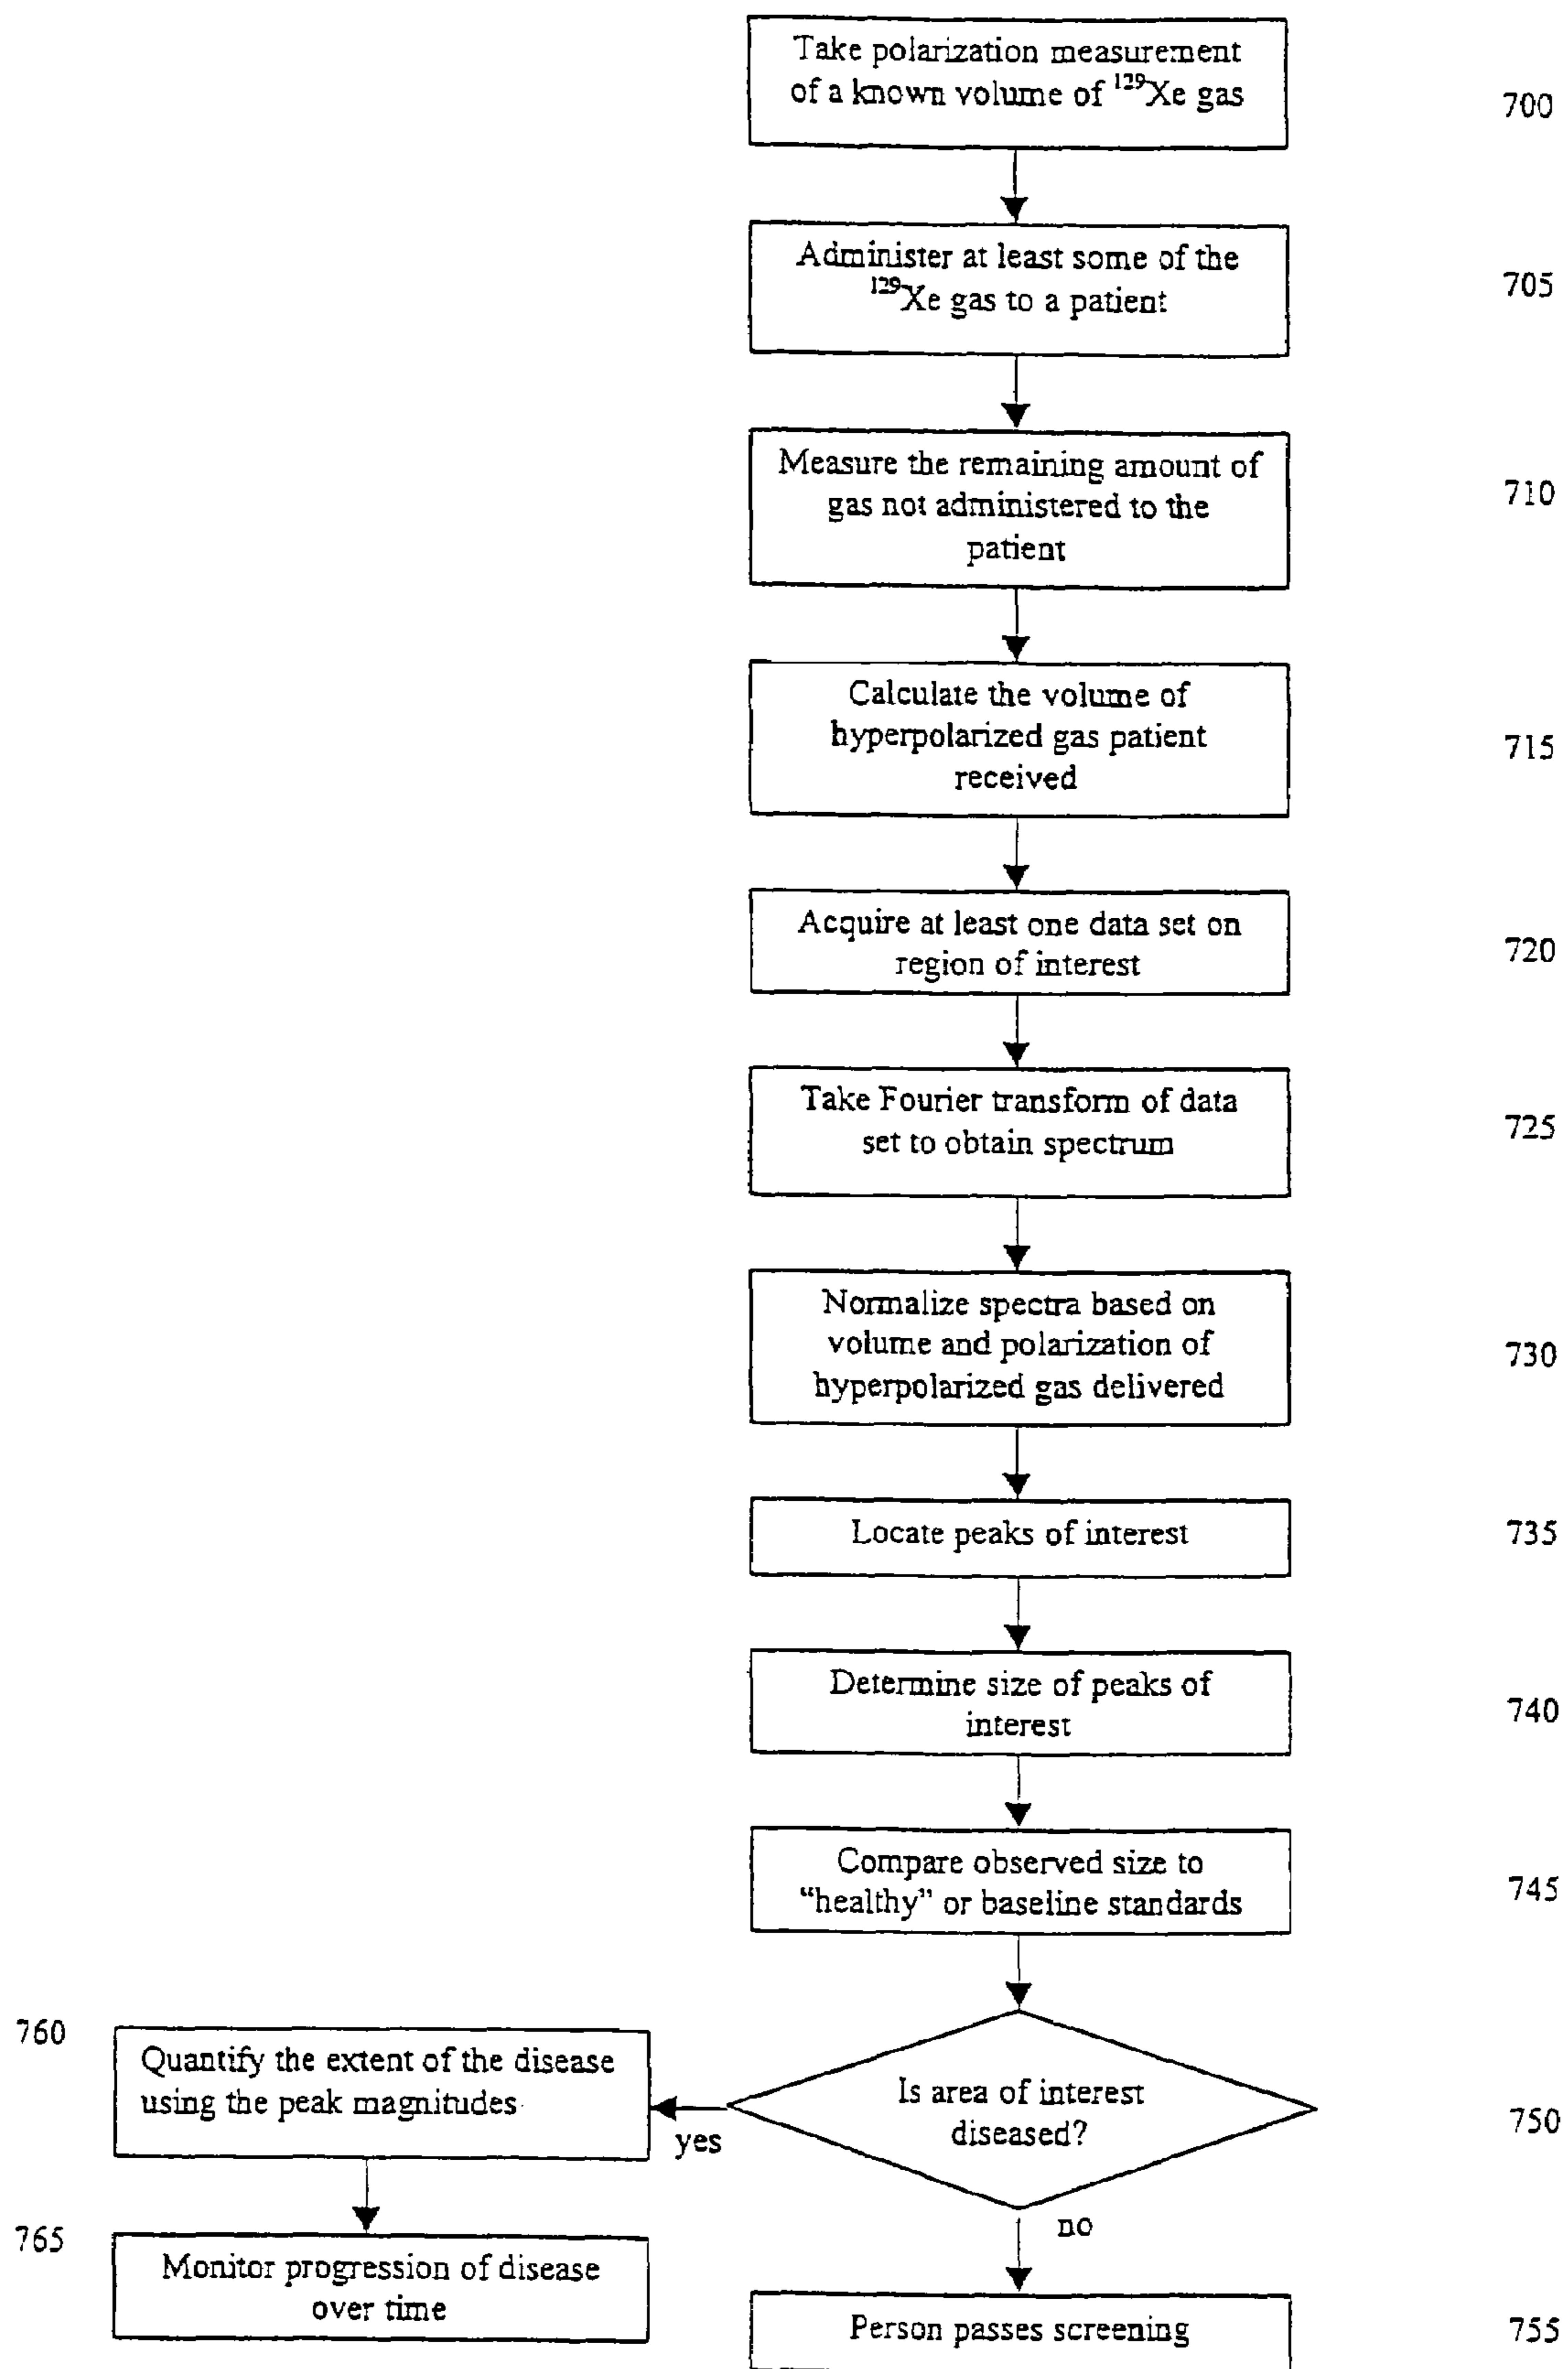 Take polarization measurement
of a known volume of ¹²⁹Xe gas
700
Administer at least some of the
¹²⁹Xe gas to a patient
705
Measure the remaining amount of
gas not administered to the
patient
710
Calculate the volume of
hyperpolarized gas patient
received
715
Acquire at least one data set on
region of interest
720
Take Fourier transform of data
set to obtain spectrum
725
Normalize spectra based on
volume and polarization of
hyperpolarized gas delivered
730
Locate peaks of interest
735
Determine size of peaks of
interest
740
Compare observed size to
“healthy” or baseline standards
745
Is area of interest
diseased?
750
yes
760
Quantify the extent of the disease
using the peak magnitudes
765
Monitor progression of disease
over time
no
Person passes screening
755